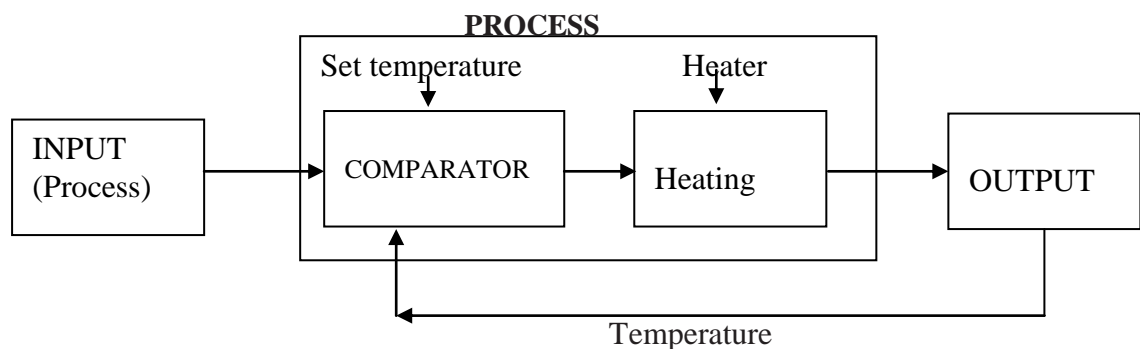 PROCESS
Set temperature
Heater
INPUT
(Process)
COMPARATOR
Heating
OUTPUT
Temperature